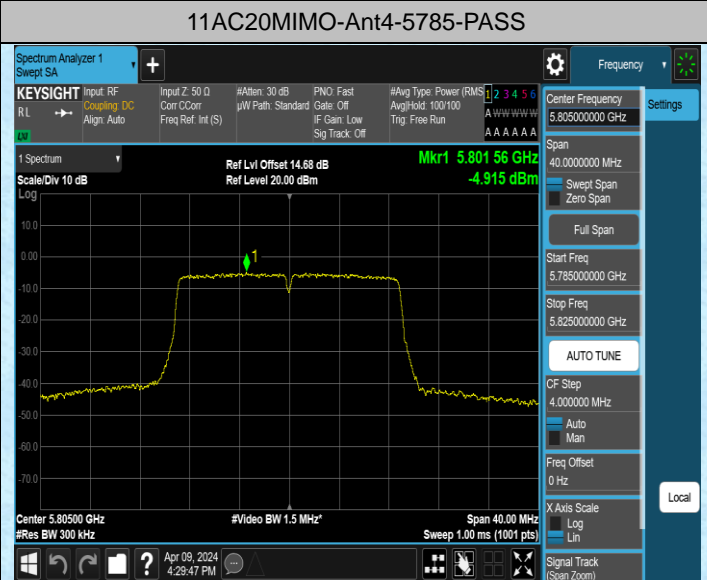 11AC20MIMO-Ant4-5785-PASS
Spectrum Analyzer 1
Swept SA
Frequency
KEYSIGHT
RL
LXI
Input: RF
Coupling: DC
Align: Auto
Input Z: 50 Ω
Corr CCorr
Freq Ref: Int (S)
#Atten: 30 dB
µW Path: Standard
PNO: Fast
Gate: Off
IF Gain: Low
Sig Track: Off
#Avg Type: Power (RMS
Avg|Hold: 100/100
Trig: Free Run
1 2 3 4 5 6
A W W W W W
A A A A A A
Center Frequency
5.805000000 GHz
Settings
Span
40.0000000 MHz
Swept Span
Zero Span
Full Span
Start Freq
5.785000000 GHz
Stop Freq
5.825000000 GHz
AUTO TUNE
CF Step
4.000000 MHz
Auto
Man
Freq Offset
0 Hz
X Axis Scale
Log
Lin
Signal Track
(Span Zoom)
Local
1 Spectrum
Scale/Div 10 dB
Log
Ref Lvl Offset 14.68 dB
Ref Level 20.00 dBm
Mkr1 5.801 56 GHz
-4.915 dBm
10.0
0.00
-10.0
-20.0
-30.0
-40.0
-50.0
-60.0
-70.0
1
Center 5.80500 GHz
#Video BW 1.5 MHz*
Span 40.00 MHz
#Res BW 300 kHz
Sweep 1.00 ms (1001 pts)
?
Apr 09, 2024
4:29:47 PM